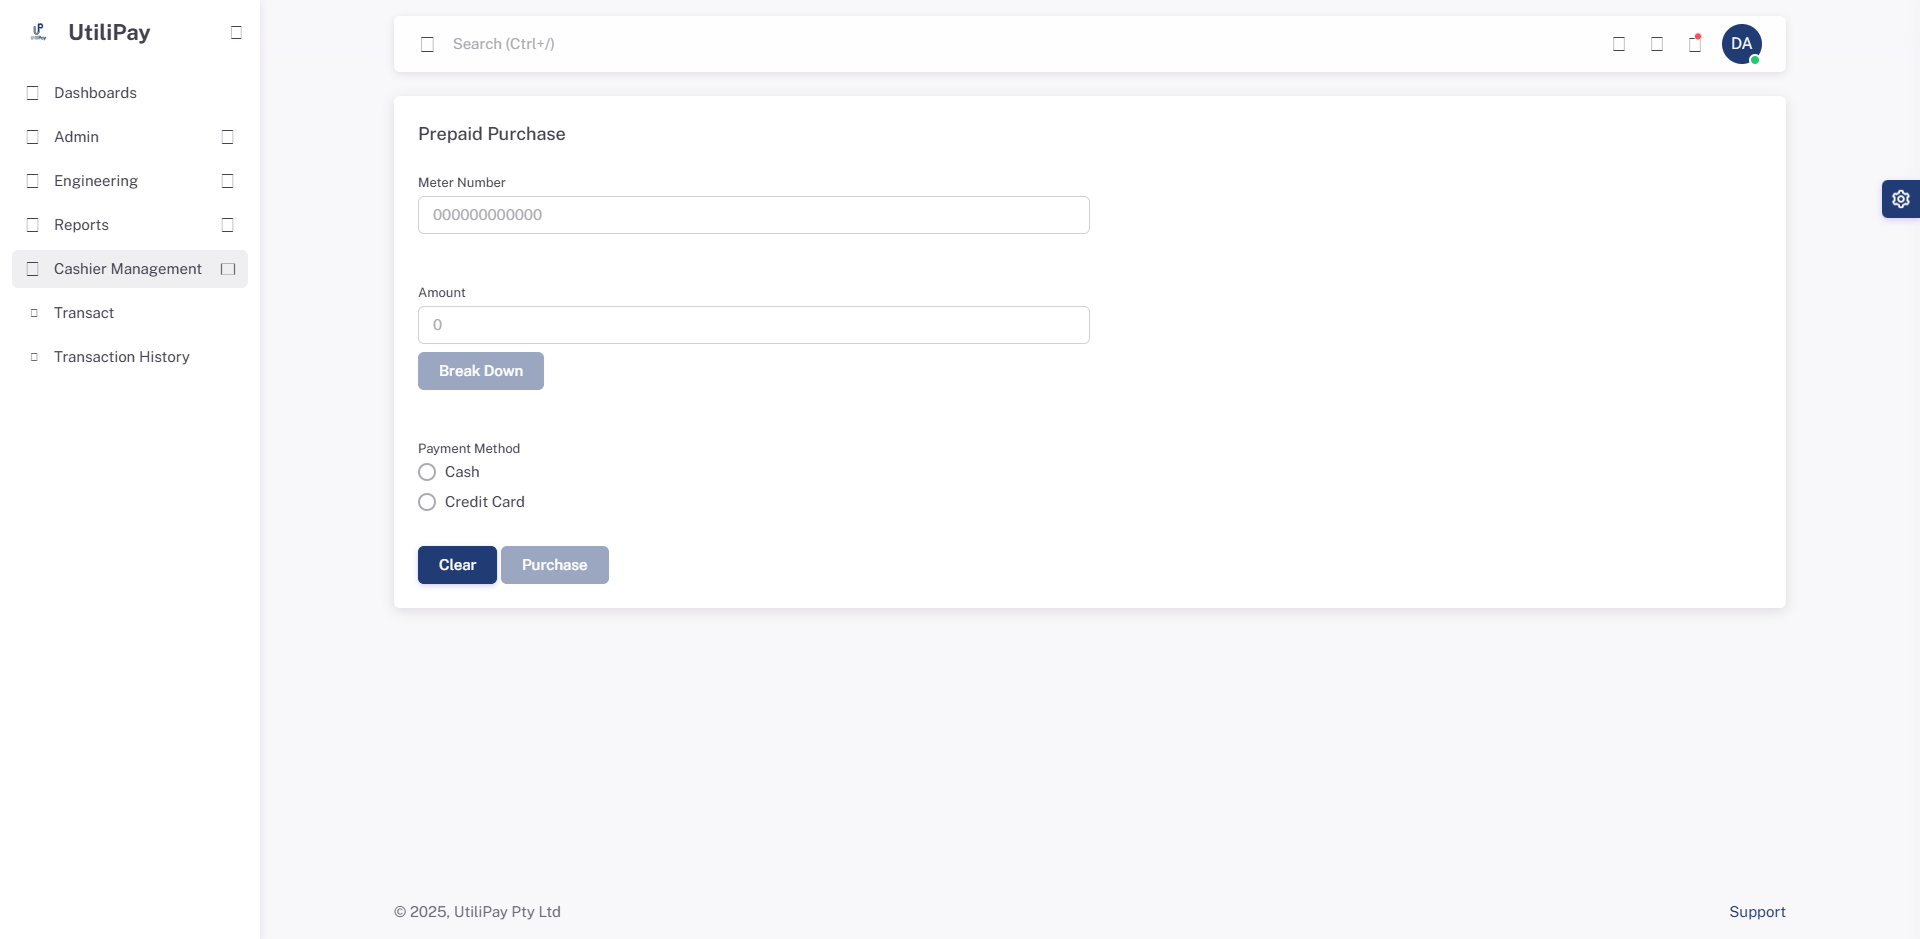 UtiliPay
Dashboards
Admin
Engineering
Reports
Cashier Management
Transact
Transaction History
Search (Ctrl+/)
DA
Prepaid Purchase
Meter Number
000000000000
Amount
0
Break Down
Payment Method
Cash
Credit Card
Clear
Purchase
© 2025, UtiliPay Pty Ltd
Support